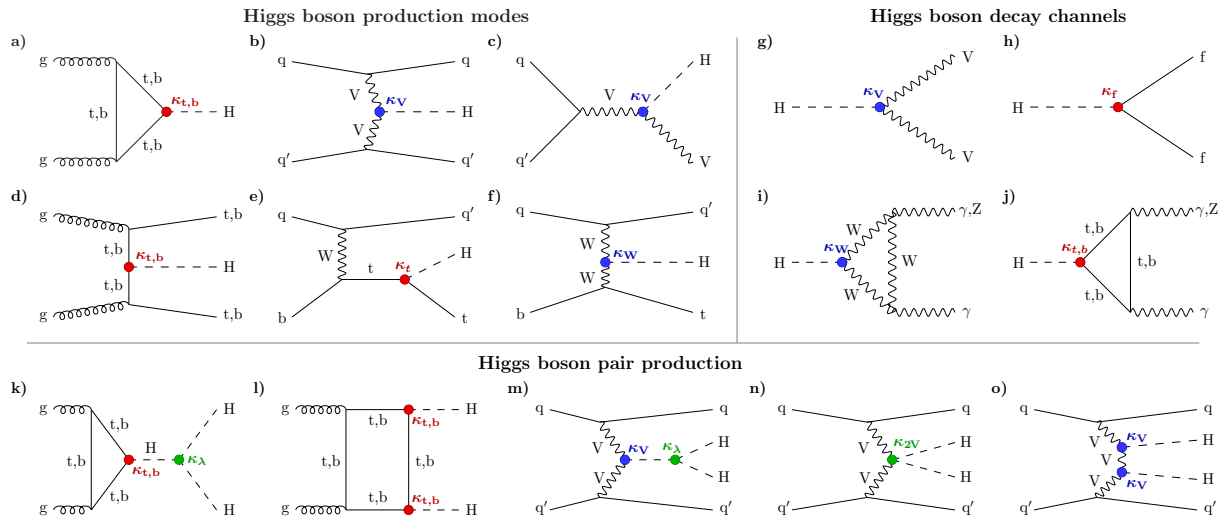 Higgs boson production modes
Higgs boson decay channels
a)
g
g
t,b
t,b
t,b
κt,b
H
b)
q
q
V
κV
H
V
q′
q′
c)
q
H
V
κV
q′
V
g)
H
κV
V
V
h)
H
κf
f
f
d)
g
t,b
t,b
κt,b
H
t,b
g
t,b
e)
q
q′
W
H
t
κt
b
t
f)
q
q′
W
κW
H
W
b
t
i)
γ,Z
W
κW
H
W
W
γ
j)
γ,Z
t,b
κt,b
H
t,b
t,b
γ
Higgs boson pair production
k)
g
H
t,b
t,b
H
κt,b
κλ
t,b
g
H
l)
g
H
t,b
κt,b
t,b
t,b
κt,b
g
H
m)
q
q
V
κV
κλ
H
V
H
q'
q'
n)
q
q
V
κ2V
H
V
H
q'
q'
o)
q
q
V
κV
H
V
κV
H
V
q'
q'